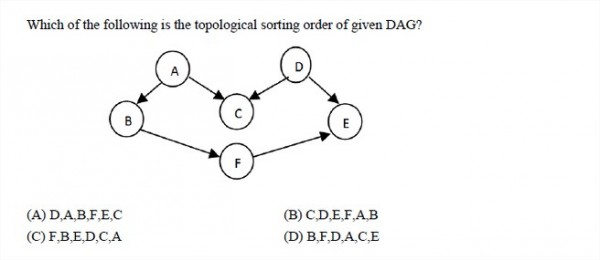 Which of the following is the topological sorting order of given DAG?
A
D
C
B
E
F
(A) D,A,B,F,E,C
(B) C,D,E,F,A,B
(C) F,B,E,D,C,A
(D) B,F,D,A,C,E